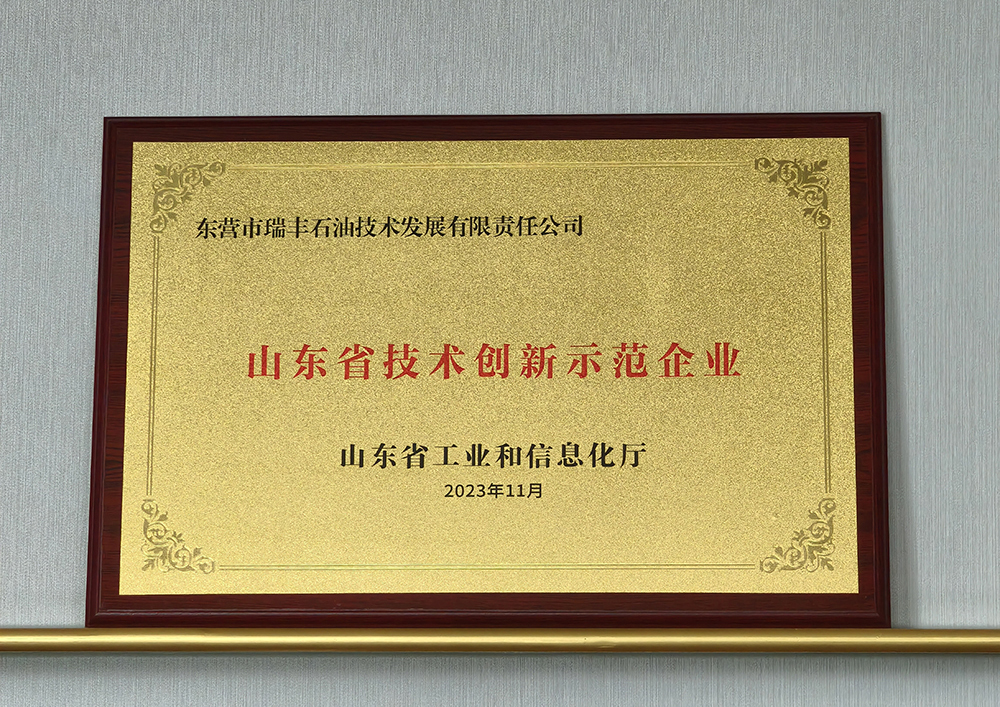 东营市瑞丰石油技术发展有限责任公司
山东省技术创新示范企业
山东省工业和信息化厅
2023年11月